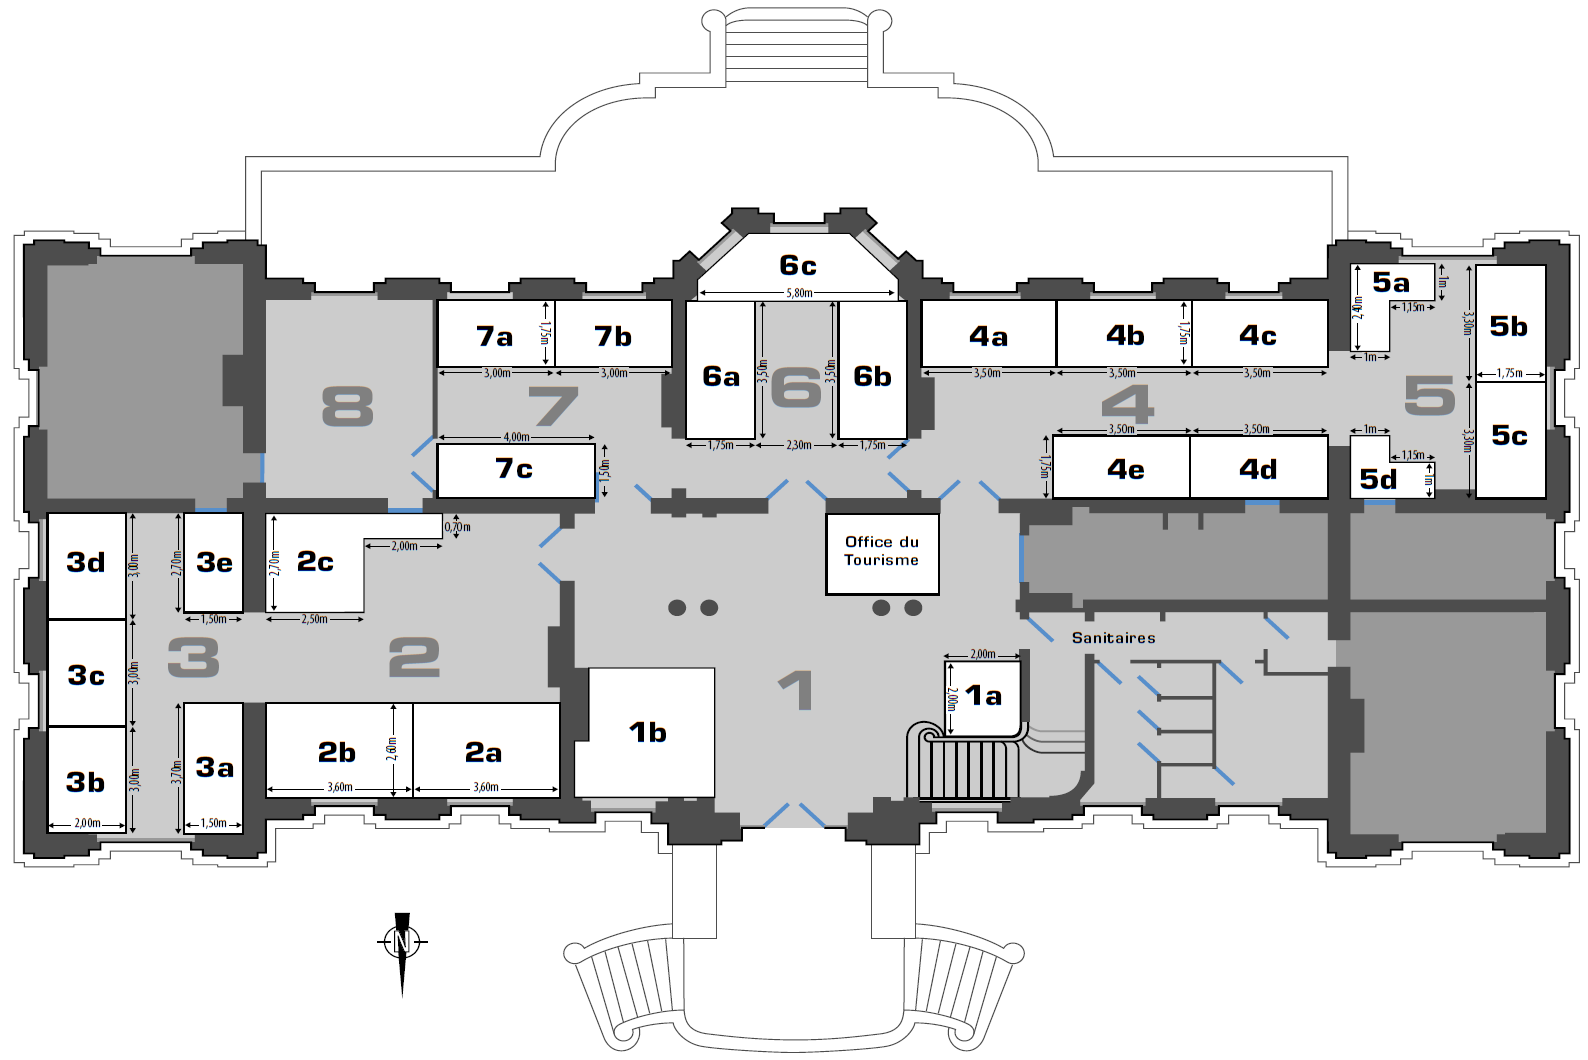 6c
5,80m
5a
1m
1,15m
2,40m
1m
3,30m
5b
1,75m
7a
1,75m
7b
3,00m
3,00m
6a
3,50m
6
3,50m
6b
4a
4b
1,75m
4c
3,50m
3,50m
3,50m
8
7
4
5
4,00m
7c
1,50m
1,75m
2,30m
1,75m
3,50m
3,50m
1,75m
4e
4d
1m
1,15m
5d
1m
3,30m
5c
3d
3,00m
2,70m
3e
1,50m
2,70m
2c
0,70m
2,00m
2,50m
Office du
Tourisme
Sanitaires
3c
3,00m
3
2
1
2,00m
2,00m
1a
1b
3b
3,00m
2,00m
3,70m
3a
1,50m
2b
2,60m
2a
3,60m
3,60m
N